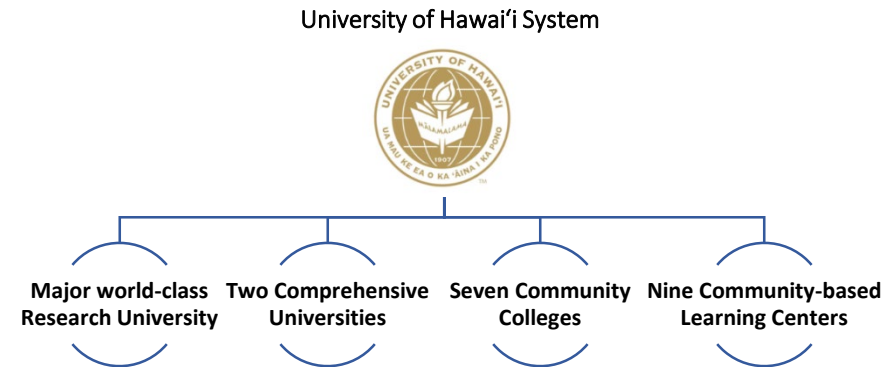 University of Hawaiʻi System
UNIVERSITY OF HAWAIʻI
MĀLAMALAMA
1907
UA MAU KE EA O KA ʻĀINA I KA PONO
TM
Major world-class
Research University
Two Comprehensive
Universities
Seven Community
Colleges
Nine Community-based
Learning Centers